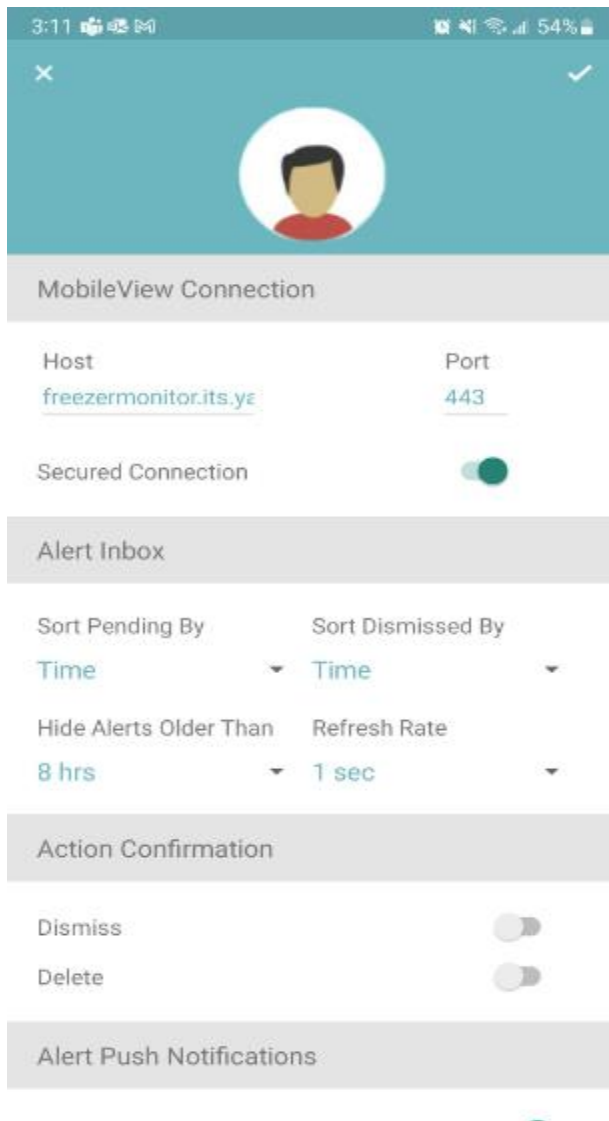 3:11 54%
MobileView Connection
Host Port
freezermonitor.its.ya 443
Secured Connection
Alert Inbox
Sort Pending By Sort Dismissed By
Time Time
Hide Alerts Older Than Refresh Rate
8 hrs 1 sec
Action Confirmation
Dismiss
Delete
Alert Push Notifications